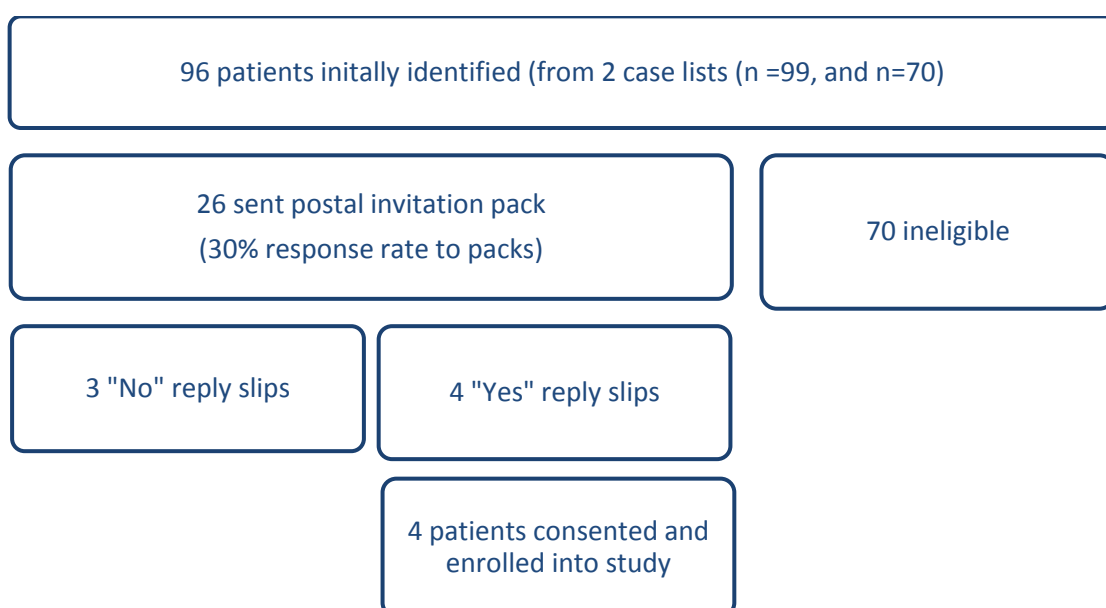 96 patients initally identified (from 2 case lists (n =99, and n=70)
26 sent postal invitation pack
(30% response rate to packs)
70 ineligible
3 "No" reply slips
4 "Yes" reply slips
4 patients consented and
enrolled into study